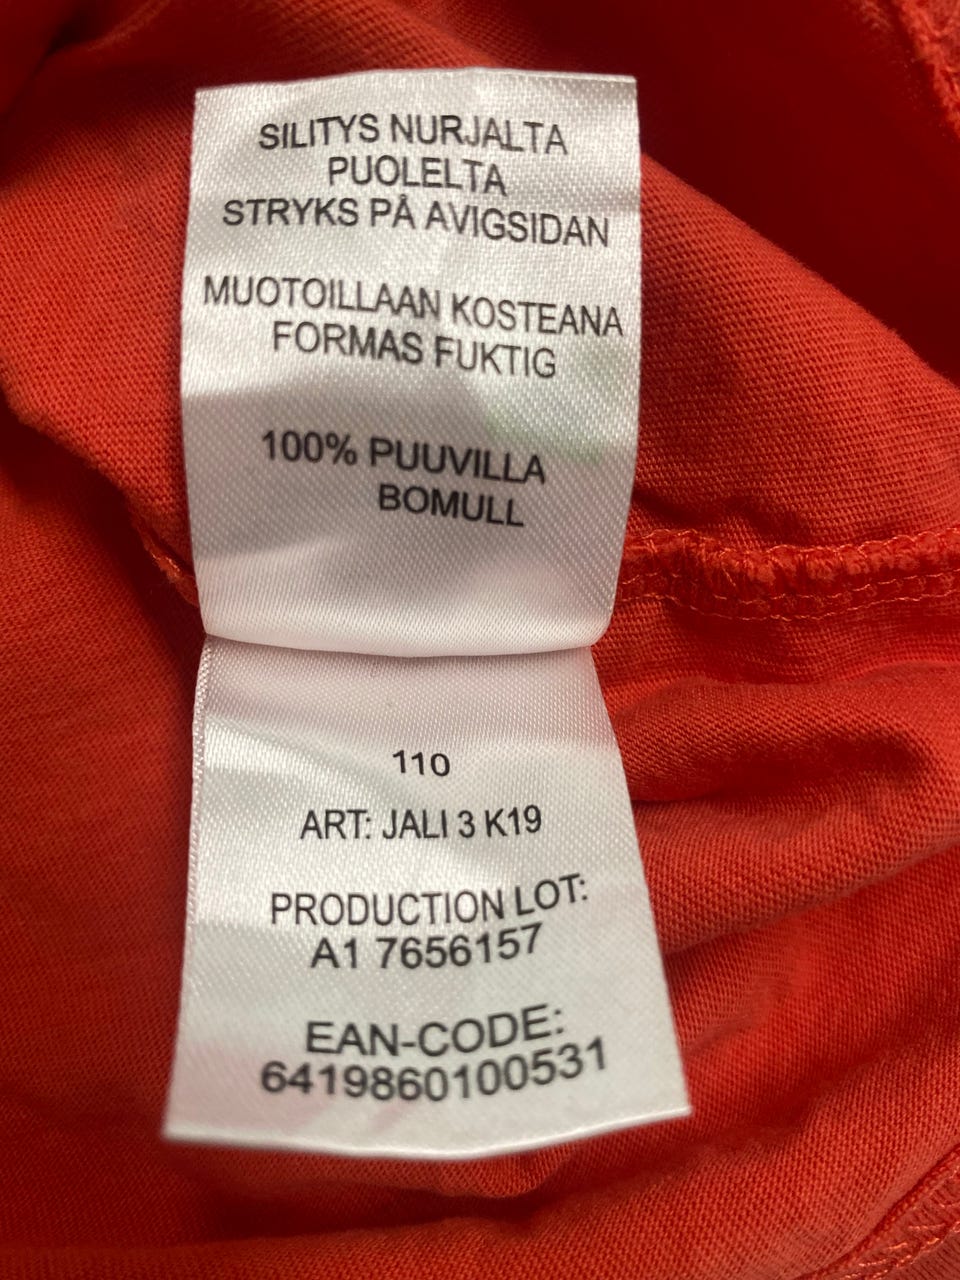 SILITYS NURJALTA
PUOLELTA
STRYKS PÅ AVIGSIDAN
MUOTOILLAAN KOSTEANA
FORMAS FUKTIG
100% PUUVILLA
BOMULL
110
ART: JALI 3 K19
PRODUCTION LOT:
A1 7656157
EAN-CODE:
6419860100531